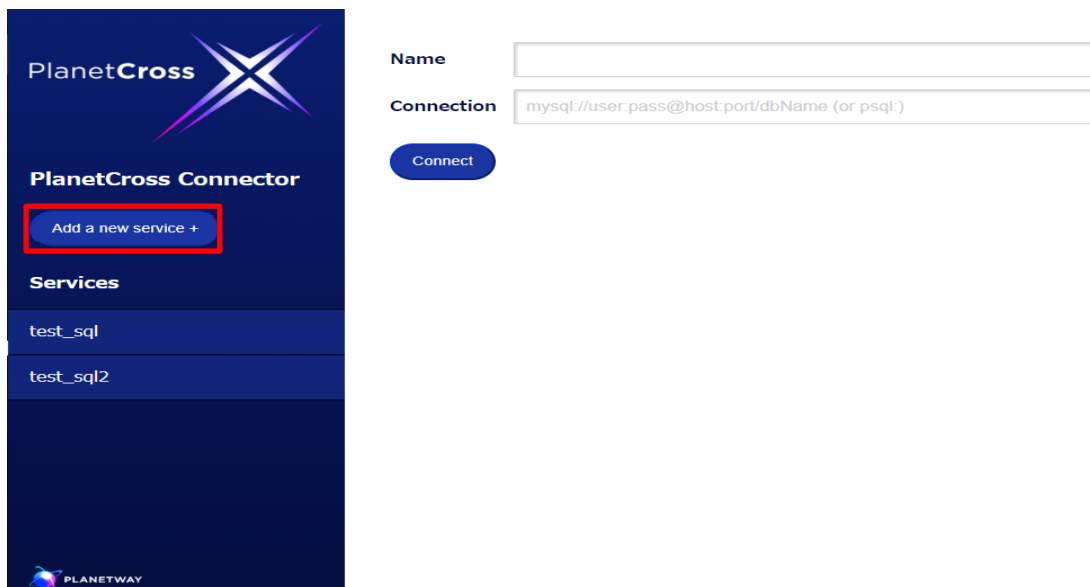 PlanetCross
PlanetCross Connector
Add a new service +
Services
test_sql
test_sql2
PLANETWAY
Name
Connection
mysql://user:pass@host:port/dbName (or psql:)
Connect